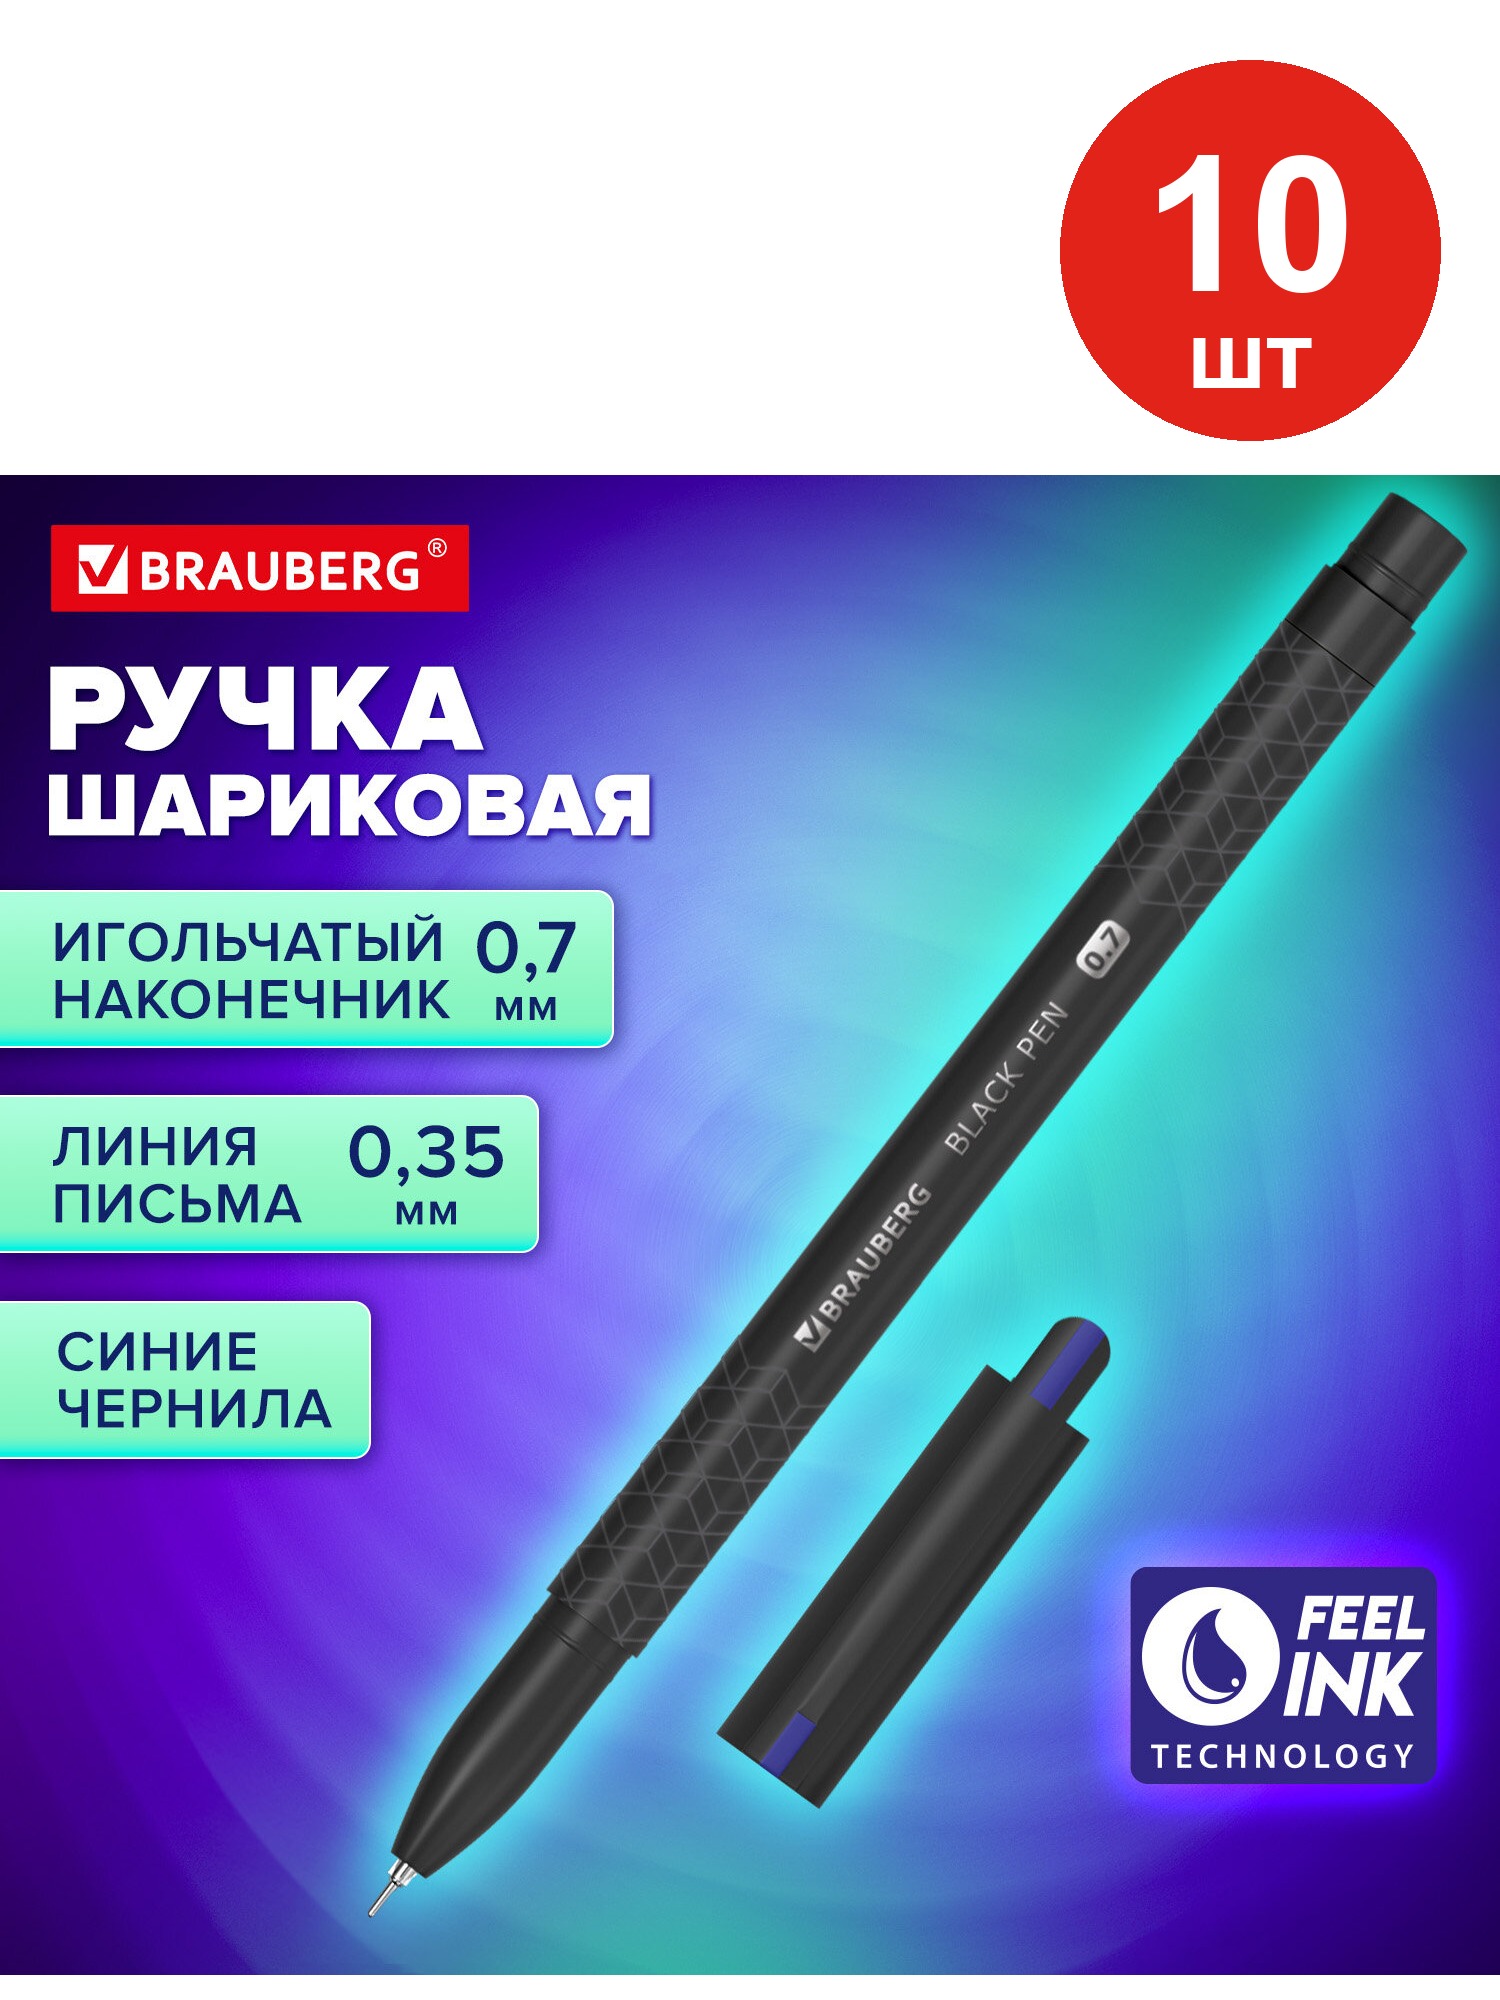 10
шт
BRAUBERG®
РУЧКА
ШАРИКОВАЯ
ИГОЛЬЧАТЫЙ
НАКОНЕЧНИК
0,7
мм
ЛИНИЯ
ПИСЬМА
0,35
мм
СИНИЕ
ЧЕРНИЛА
BRAUBERG BLACK PEN 0.7
FEEL
INK
TECHNOLOGY